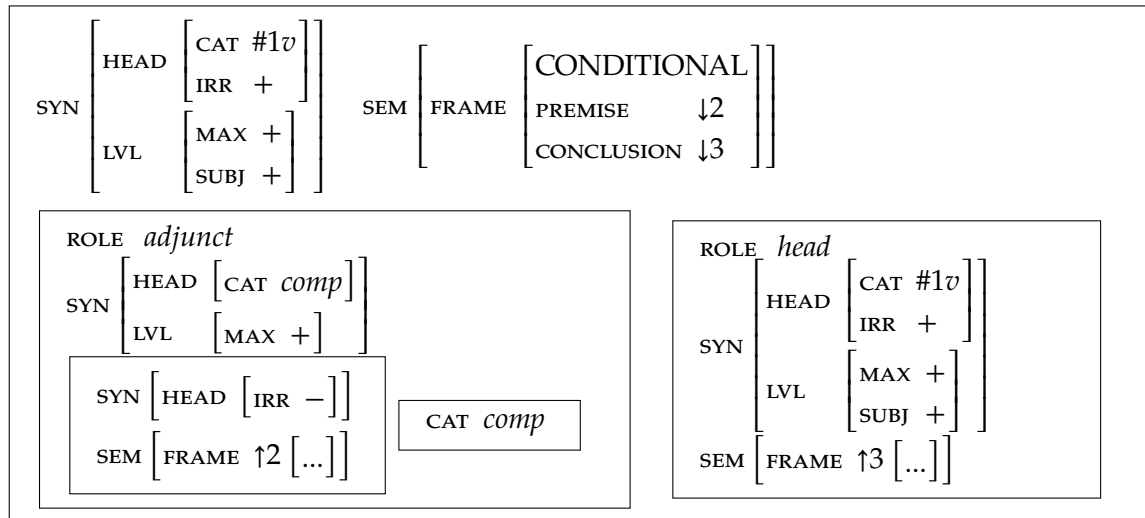 SYN [HEAD [CAT #1v
IRR +]
LVL [MAX +
SUBJ +]]
SEM [FRAME [CONDITIONAL
PREMISE ↓2
CONCLUSION ↓3]]
ROLE adjunct
SYN [HEAD [CAT comp]
LVL [MAX +]]
SYN [HEAD [IRR −]]
SEM [FRAME ↑2 [...]]
CAT comp
ROLE head
SYN [HEAD [CAT #1v
IRR +]
LVL [MAX +
SUBJ +]]
SEM [FRAME ↑3 [...]]